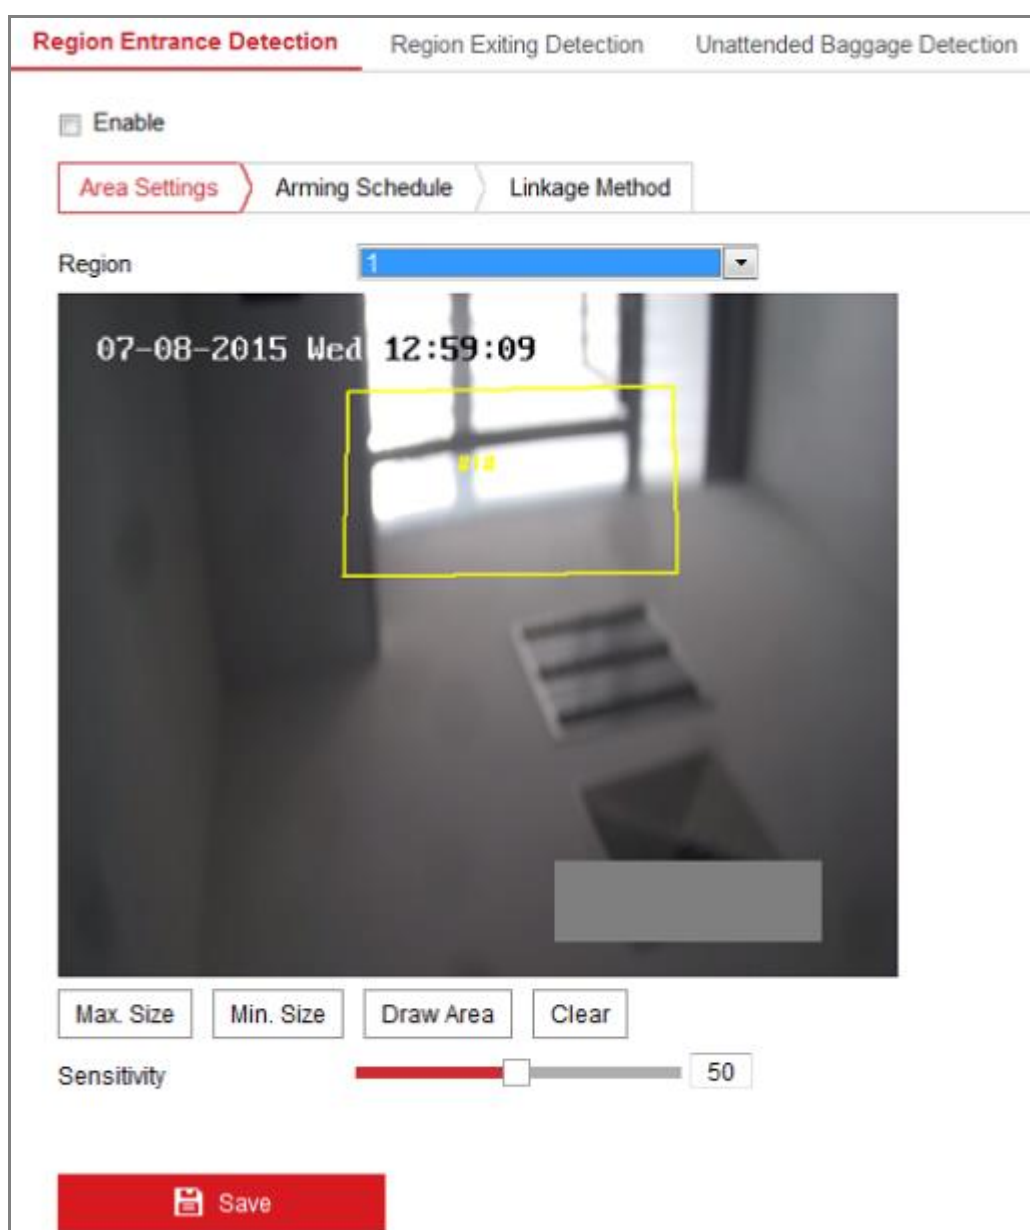 Region Entrance Detection Region Exiting Detection Unattended Baggage Detection
Enable
Area Settings Arming Schedule Linkage Method
Region 1
07-08-2015 Wed 12:59:09
#1#
Max. Size Min. Size Draw Area Clear
Sensitivity 50
Save